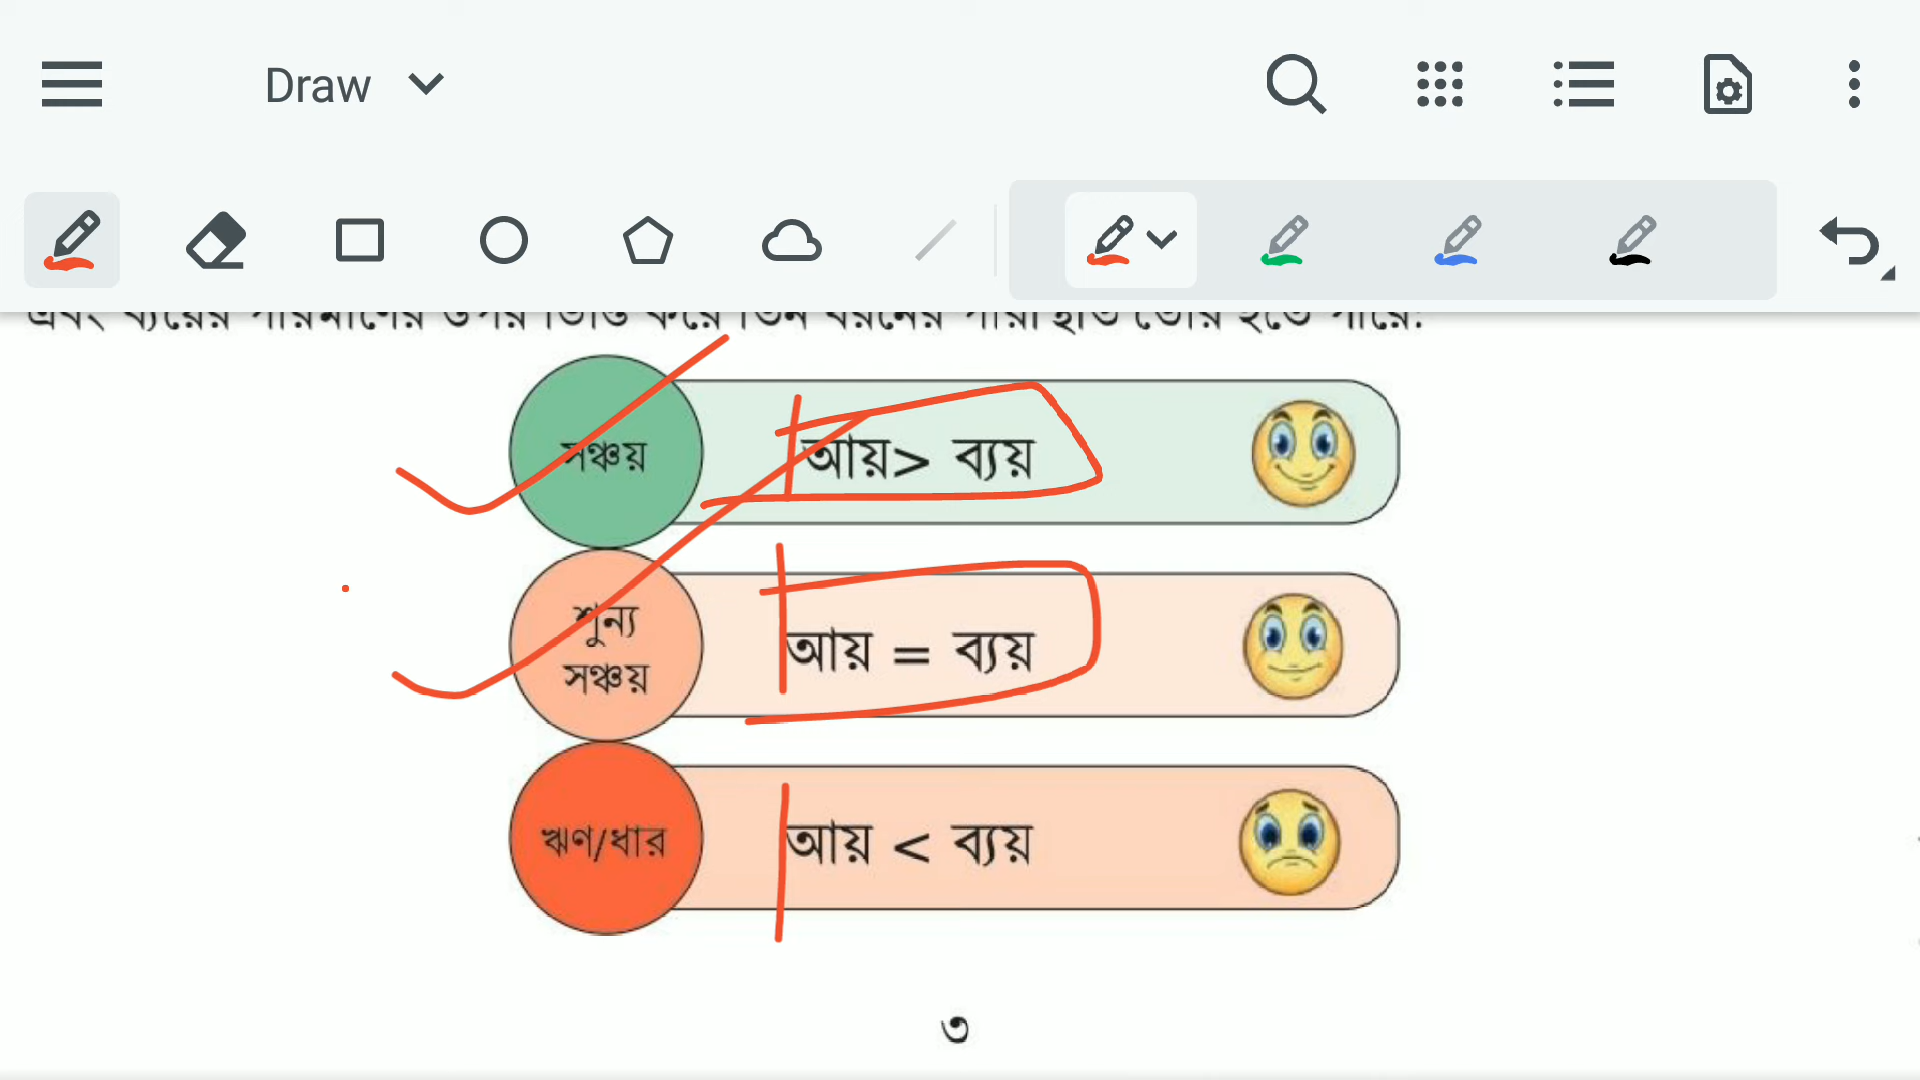 Draw
সঞ্চয়
আয়> ব্যয়
শুন্য
সঞ্চয়
আয় = ব্যয়
ঋণ/ধার
আয় < ব্যয়
৩